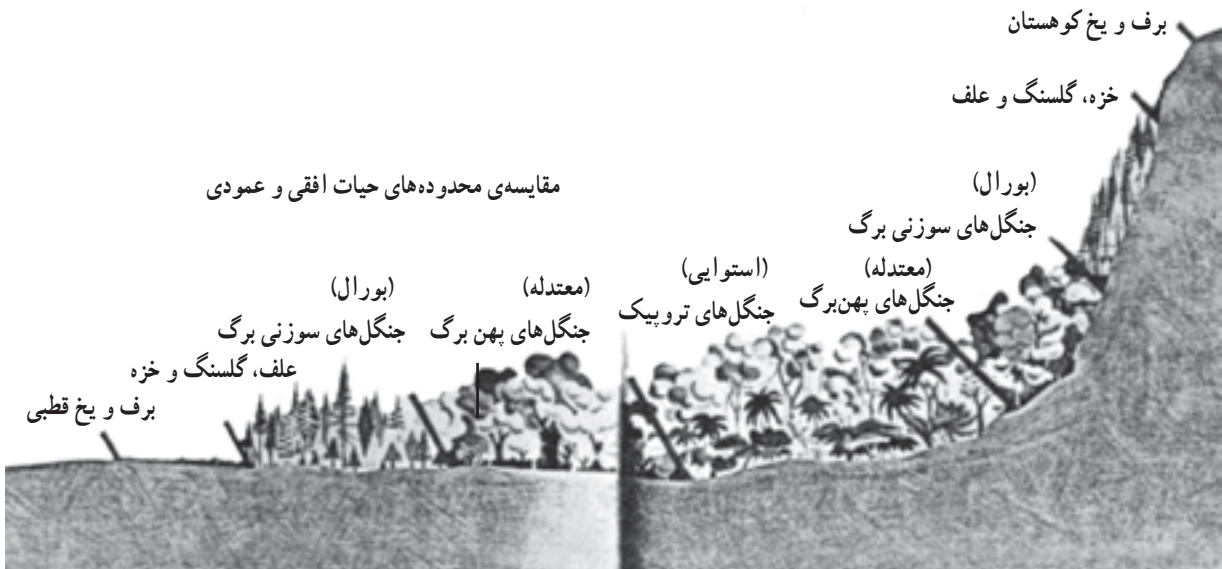 برف و یخ کوهستان
خزه، گلسنگ و علف
مقایسه‌ی محدوده‌های حیات افقی و عمودی
(بورال)
جنگل‌های سوزنی برگ
(معتدله)
جنگل‌های پهن‌برگ
(استوایی)
جنگل‌های تروپیک
(معتدله)
جنگل‌های پهن برگ
(بورال)
جنگل‌های سوزنی برگ
علف، گلسنگ و خزه
برف و یخ قطبی